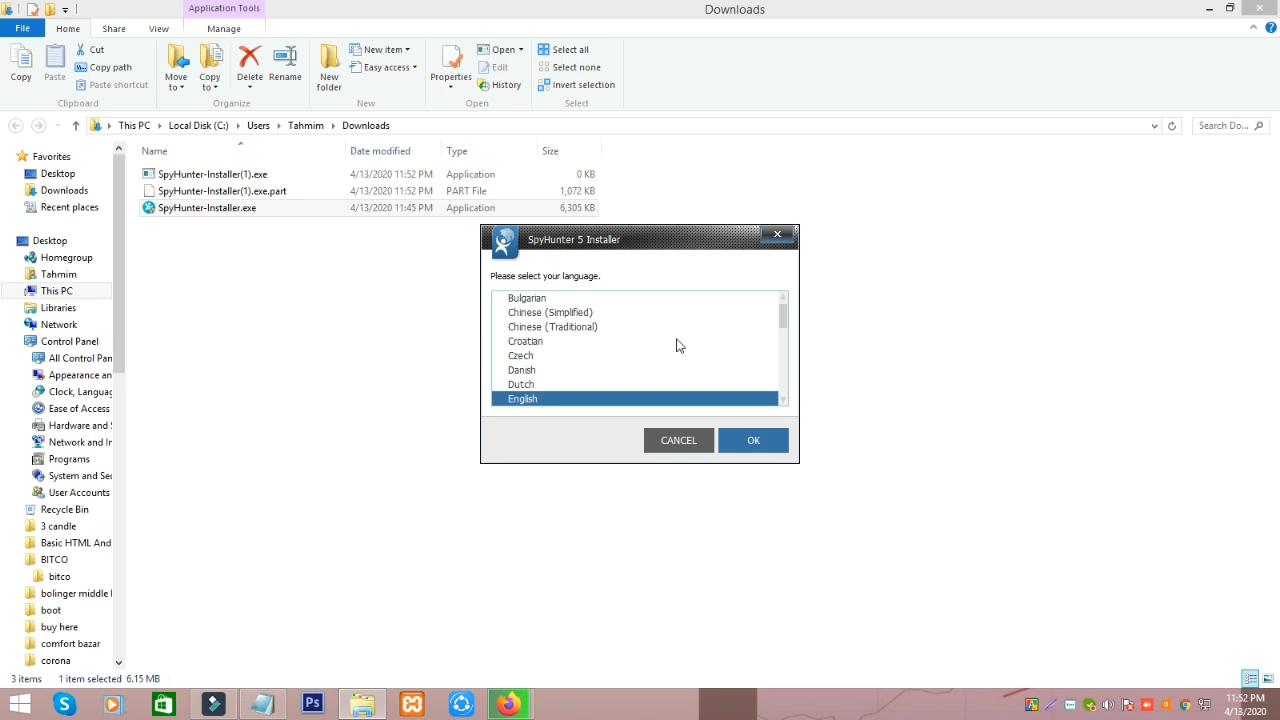 Application Tools
Downloads
File
Home
Share
View
Manage
Copy
Paste
Cut
Copy path
Paste shortcut
Clipboard
Move to
Copy to
Delete
Rename
Organize
New folder
New item
Easy access
New
Properties
Open
Edit
History
Open
Select all
Select none
Invert selection
Select
This PC
Local Disk (C:)
Users
Tahmim
Downloads
Search Do...
Name
Date modified
Type
Size
SpyHunter-Installer(1).exe 4/13/2020 11:52 PM Application 0 KB
SpyHunter-Installer(1).exe.part 4/13/2020 11:52 PM PART File 1,072 KB
SpyHunter-Installer.exe 4/13/2020 11:45 PM Application 6,305 KB
Favorites
Desktop
Downloads
Recent places
Desktop
Homegroup
Tahmim
This PC
Libraries
Network
Control Panel
All Control Pan
Appearance an
Clock, Languag
Ease of Access
Hardware and S
Network and In
Programs
System and Sec
User Accounts
Recycle Bin
3 candle
Basic HTML And
BITCO
bitco
bolinger middle b
boot
buy here
comfort bazar
corona
SpyHunter 5 Installer
Please select your language.
Bulgarian
Chinese (Simplified)
Chinese (Traditional)
Croatian
Czech
Danish
Dutch
English
CANCEL
OK
3 items
1 item selected 6.15 MB
Ps
11:52 PM
4/13/2020